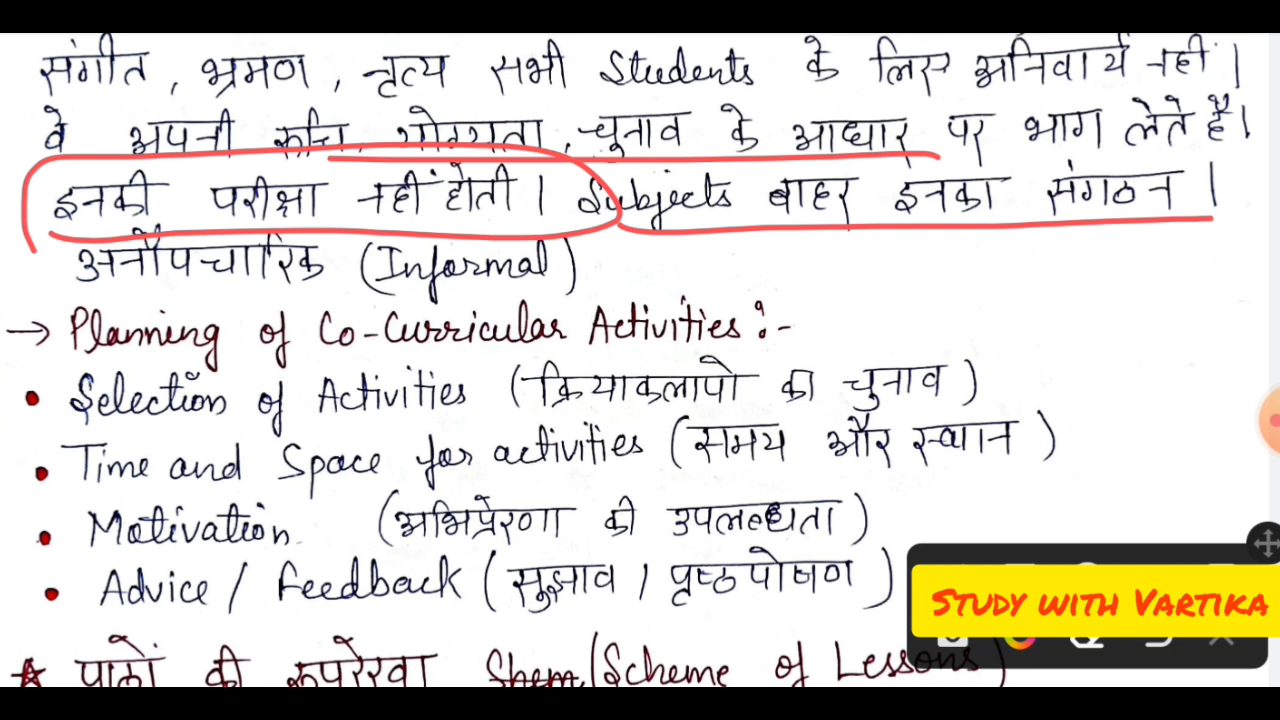 संगीत, भ्रमण, नृत्य सभी Students के लिए अनिवार्य नहीं।
वे अपनी रूचि, योग्यता, चुनाव के आधार पर भाग लेते हैं।
इनकी परीक्षा नहीं होती। Subjects बाहर इनका संगठन।
अनौपचारिक (Informal)
→ Planning of Co-Curricular Activities :-
• Selection of Activities (क्रियाकलापो का चुनाव)
• Time and Space for activities (समय और स्थान)
• Motivation (अभिप्रेरणा की उपलब्धता)
• Advice / feedback (सुझाव / पृष्ठपोषण)
STUDY WITH VARTIKA
★ पाठों की रूपरेखा (Scheme of Lessons)